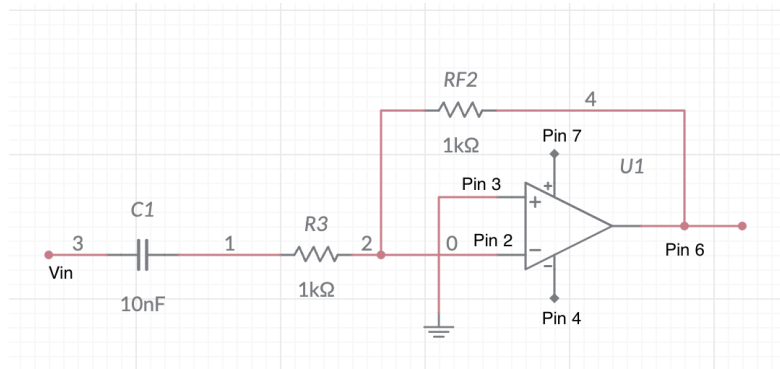 RF2
4
1kΩ
Pin 7
U1
+
Pin 3
+
C1
R3
3
1
2
0
Pin 2
−
−
Pin 6
Vin
10nF
1kΩ
Pin 4